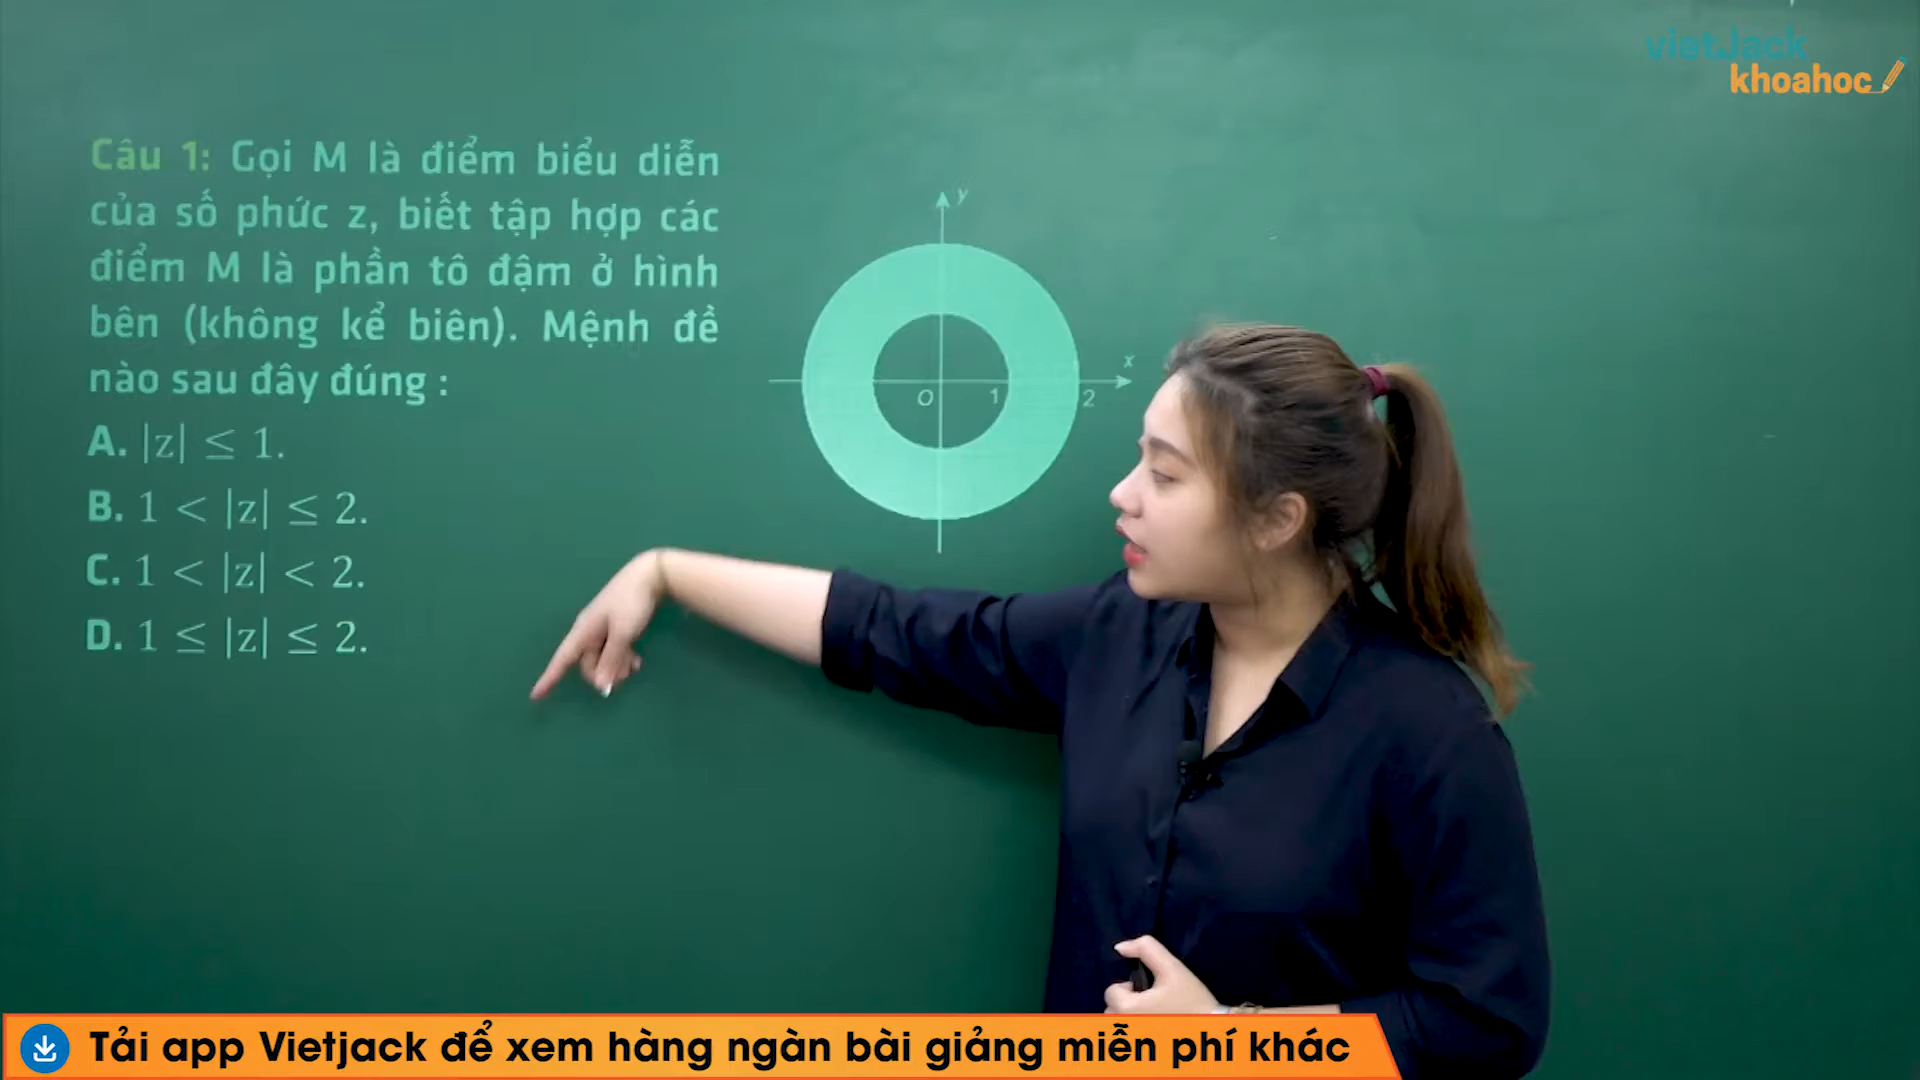 vietJack
khoahoc
Câu 1: Gọi M là điểm biểu diễn
của số phức z, biết tập hợp các
điểm M là phần tô đậm ở hình
bên (không kể biên). Mệnh đề
nào sau đây đúng :
A. |z| ≤ 1.
B. 1 < |z| ≤ 2.
C. 1 < |z| < 2.
D. 1 ≤ |z| ≤ 2.
y
x
O 1 2
Tải app Vietjack để xem hàng ngàn bài giảng miễn phí khác